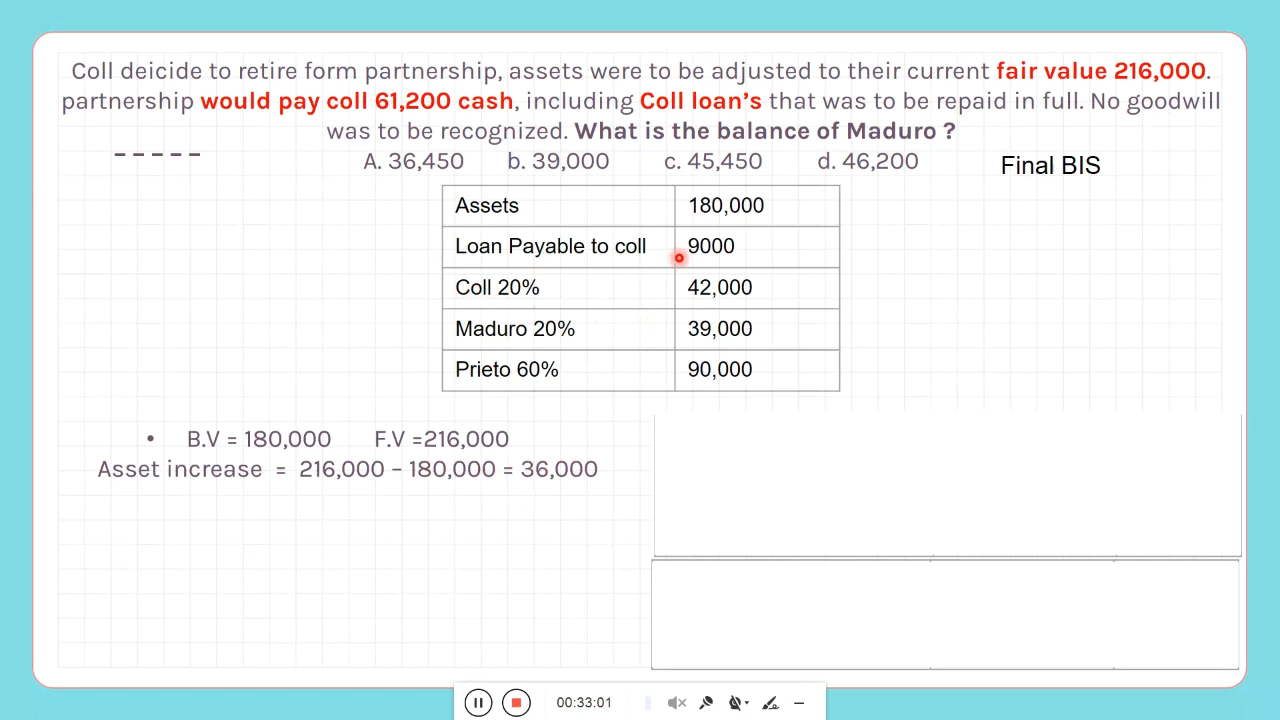 Coll deicide to retire form partnership, assets were to be adjusted to their current fair value 216,000.
partnership would pay coll 61,200 cash, including Coll loan’s that was to be repaid in full. No goodwill
was to be recognized. What is the balance of Maduro ?
– – – – –
A. 36,450 b. 39,000 c. 45,450 d. 46,200
Final BIS
Assets 180,000
Loan Payable to coll 9000
Coll 20% 42,000
Maduro 20% 39,000
Prieto 60% 90,000
• B.V = 180,000 F.V =216,000
Asset increase = 216,000 – 180,000 = 36,000
00:33:01